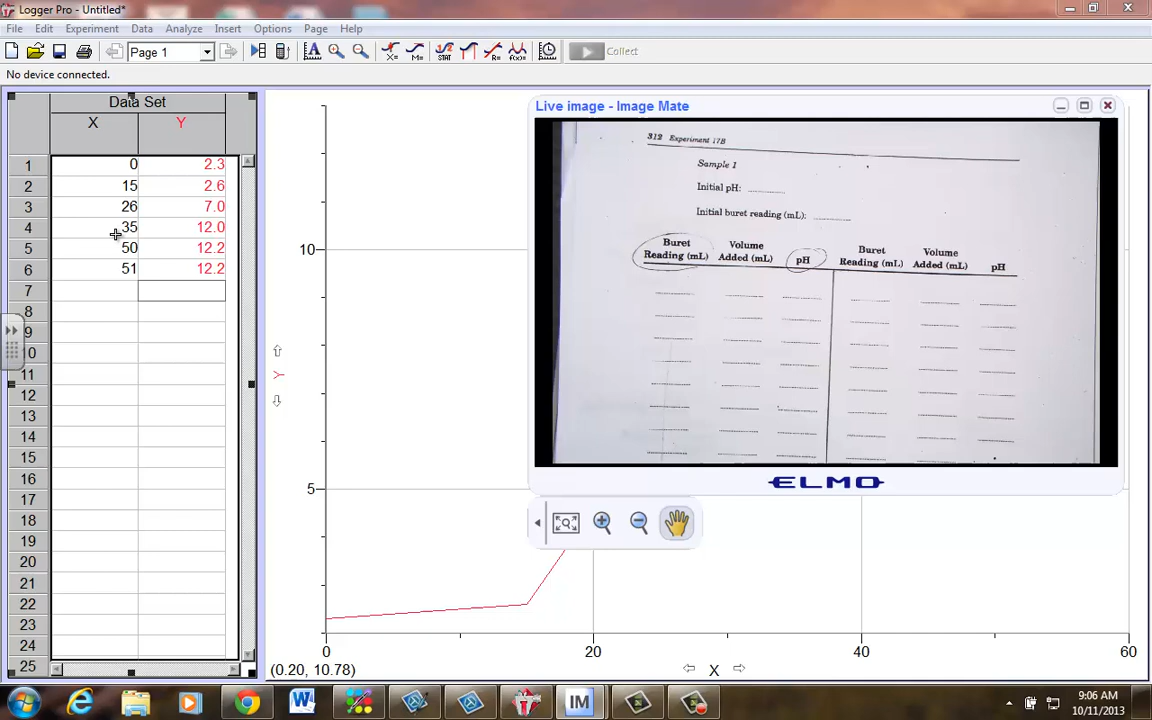 Logger Pro - Untitled*
File Edit Experiment Data Analyze Insert Options Page Help
Page 1
Collect
No device connected.
Data Set
X Y
1 0 2.3
2 15 2.6
3 26 7.0
4 35 12.0
5 50 12.2
6 51 12.2
7
8
9
10
11
12
13
14
15
16
17
18
19
20
21
22
23
24
25
Live image - Image Mate
312 Experiment 17B
Sample 1
Initial pH:
Initial buret reading (mL):
Buret Reading (mL) Volume Added (mL) pH Buret Reading (mL) Volume Added (mL) pH
ELMO
10
5
Y
0 20 40 60
(0.20, 10.78)
X
IM
9:06 AM
10/11/2013